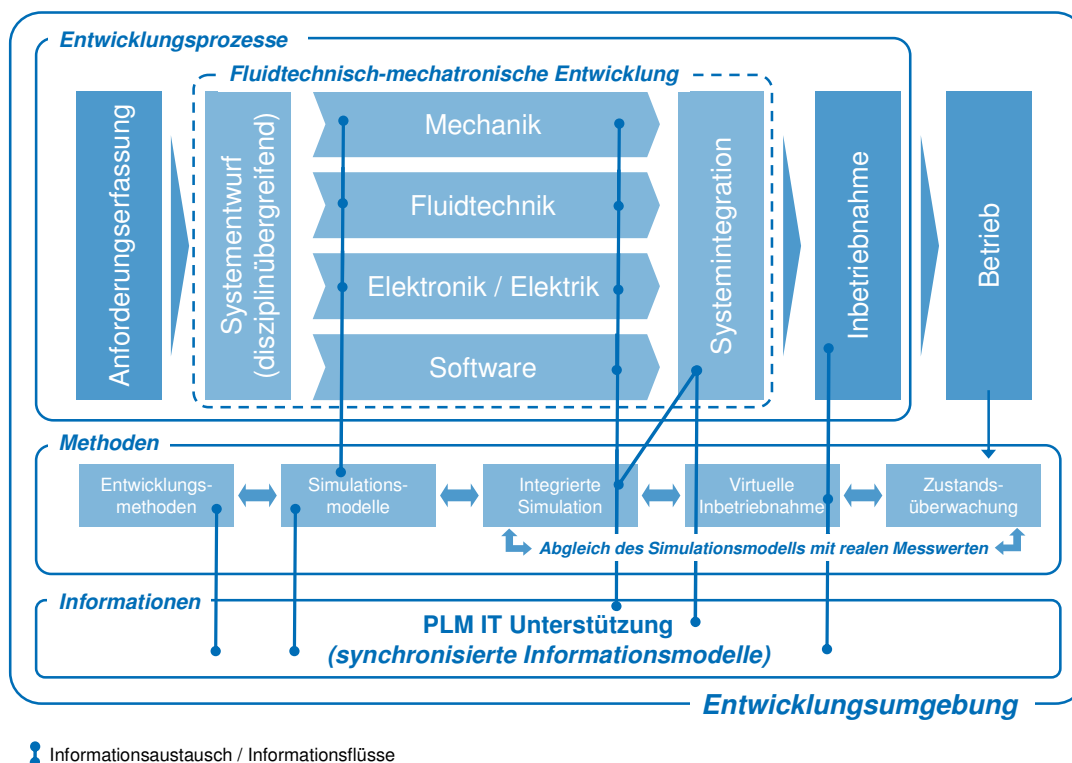 Entwicklungsprozesse
Fluidtechnisch-mechatronische Entwicklung
Anforderungserfassung
Systementwurf
(disziplinübergreifend)
Mechanik
Fluidtechnik
Elektronik / Elektrik
Software
Systemintegration
Inbetriebnahme
Betrieb
Methoden
Entwicklungs-
methoden
Simulations-
modelle
Integrierte
Simulation
Virtuelle
Inbetriebnahme
Zustands-
überwachung
Abgleich des Simulationsmodells mit realen Messwerten
Informationen
PLM IT Unterstützung
(synchronisierte Informationsmodelle)
Entwicklungsumgebung
Informationsaustausch / Informationsflüsse